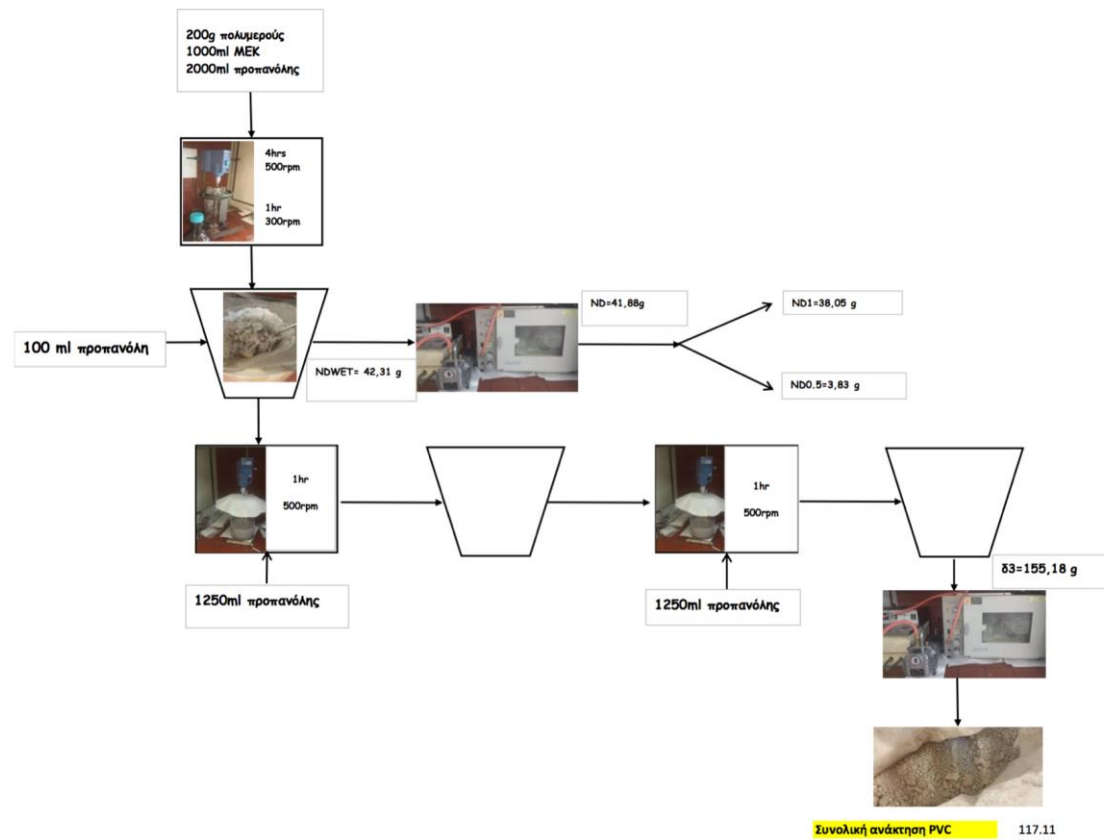 200g πολυμερούς
1000ml MEK
2000ml προπανόλης
4hrs
500rpm
1hr
300rpm
100 ml προπανόλη
NDWET= 42,31 g
ND=41,88g
ND1=38,05 g
ND0.5=3,83 g
1hr
500rpm
1250ml προπανόλης
1hr
500rpm
1250ml προπανόλης
δ3=155,18 g
Συνολική ανάκτηση PVC 117.11